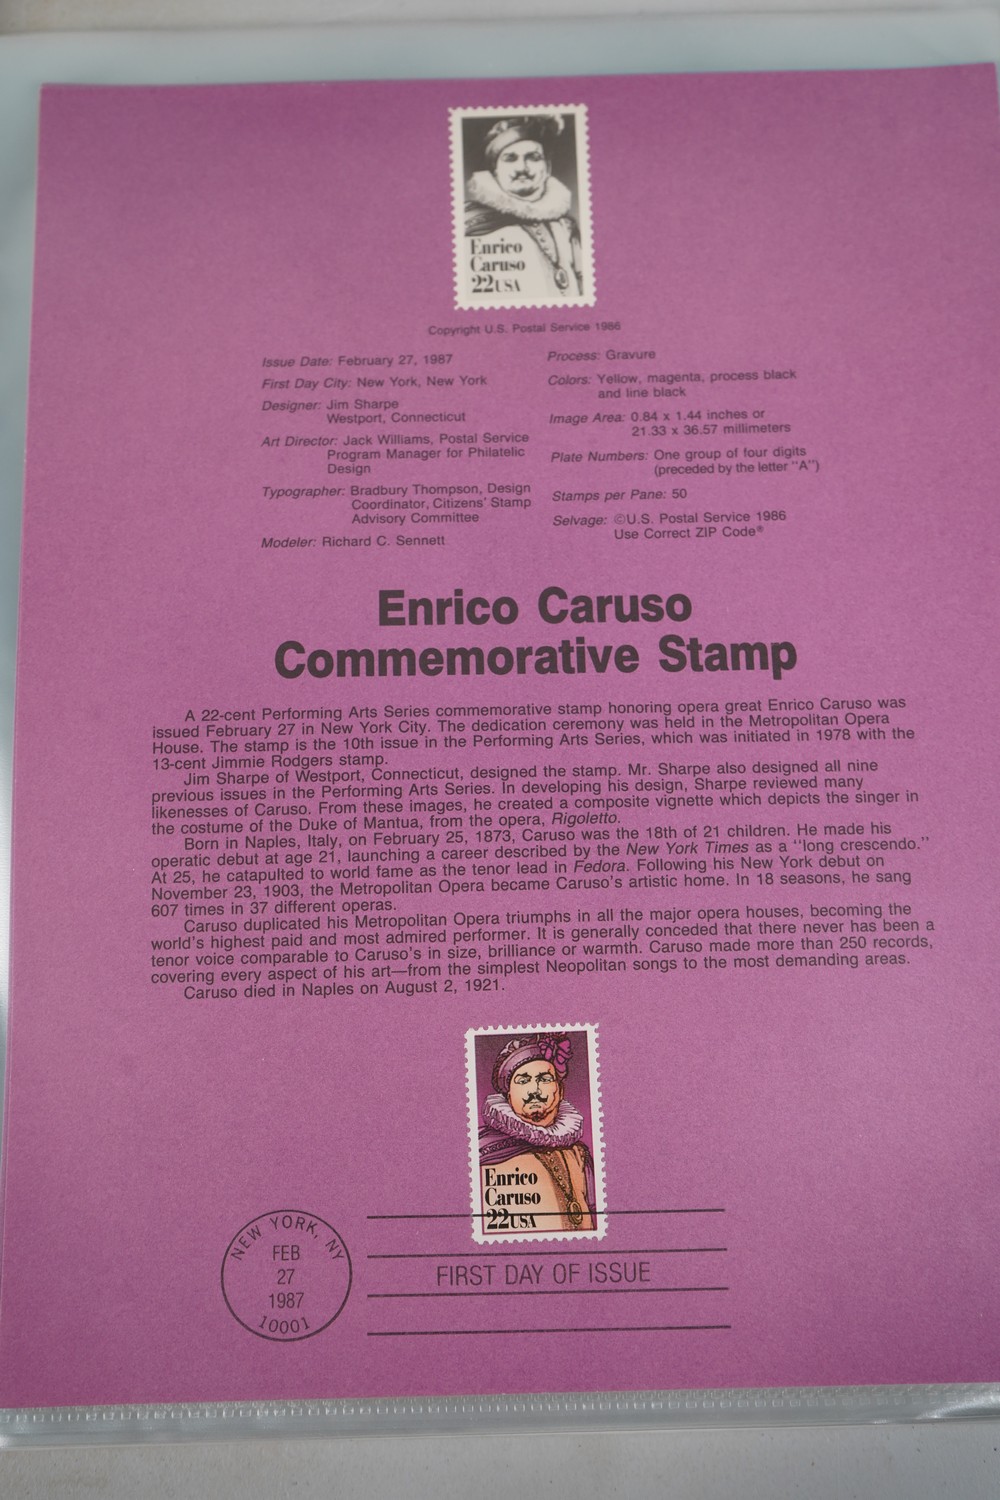 Enrico
Caruso
22USA
Copyright U.S. Postal Service 1986
Issue Date: February 27, 1987
First Day City: New York, New York
Designer: Jim Sharpe
Westport, Connecticut
Art Director: Jack Williams, Postal Service
Program Manager for Philatelic
Design
Typographer: Bradbury Thompson, Design
Coordinator, Citizens' Stamp
Advisory Committee
Modeler: Richard C. Sennett
Process: Gravure
Colors: Yellow, magenta, process black
and line black
Image Area: 0.84 x 1.44 inches or
21.33 x 36.57 millimeters
Plate Numbers: One group of four digits
(preceded by the letter "A")
Stamps per Pane: 50
Selvage: ©U.S. Postal Service 1986
Use Correct ZIP Code®
Enrico Caruso
Commemorative Stamp
A 22-cent Performing Arts Series commemorative stamp honoring opera great Enrico Caruso was
issued February 27 in New York City. The dedication ceremony was held in the Metropolitan Opera
House. The stamp is the 10th issue in the Performing Arts Series, which was initiated in 1978 with the
13-cent Jimmie Rodgers stamp.
Jim Sharpe of Westport, Connecticut, designed the stamp. Mr. Sharpe also designed all nine
previous issues in the Performing Arts Series. In developing his design, Sharpe reviewed many
likenesses of Caruso. From these images, he created a composite vignette which depicts the singer in
the costume of the Duke of Mantua, from the opera, Rigoletto.
Born in Naples, Italy, on February 25, 1873, Caruso was the 18th of 21 children. He made his
operatic debut at age 21, launching a career described by the New York Times as a "long crescendo."
At 25, he catapulted to world fame as the tenor lead in Fedora. Following his New York debut on
November 23, 1903, the Metropolitan Opera became Caruso's artistic home. In 18 seasons, he sang
607 times in 37 different operas.
Caruso duplicated his Metropolitan Opera triumphs in all the major opera houses, becoming the
world's highest paid and most admired performer. It is generally conceded that there never has been a
tenor voice comparable to Caruso's in size, brilliance or warmth. Caruso made more than 250 records,
covering every aspect of his art—from the simplest Neopolitan songs to the most demanding areas.
Caruso died in Naples on August 2, 1921.
Enrico
Caruso
22USA
NEW YORK, NY
FEB
27
1987
10001
FIRST DAY OF ISSUE